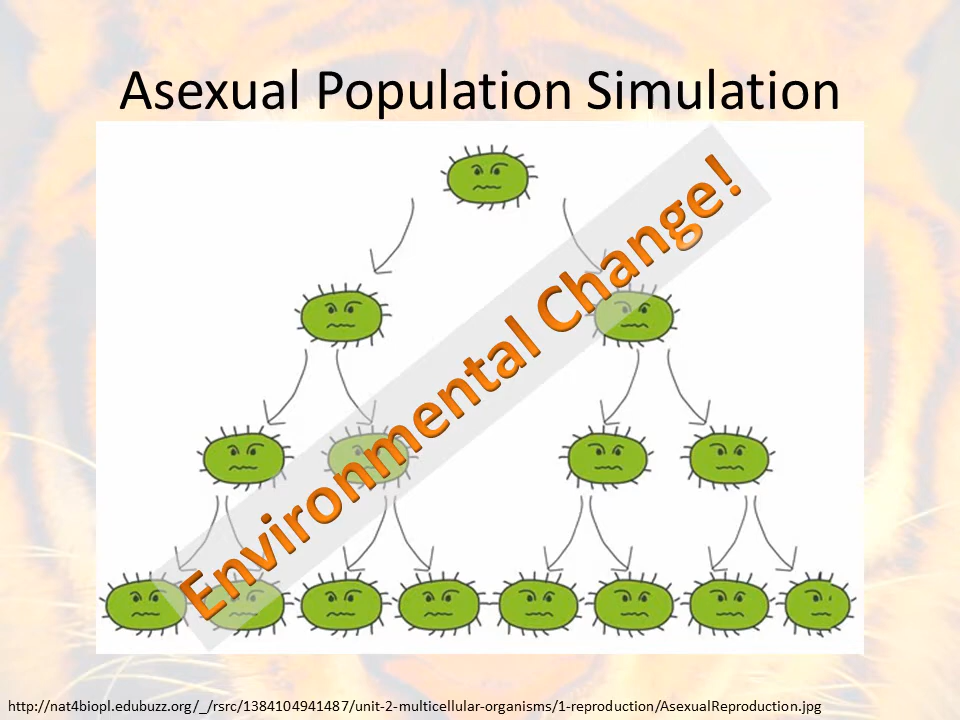 Asexual Population Simulation
Environmental Change!
http://nat4biopl.edubuzz.org/_/rsrc/1384104941487/unit-2-multicellular-organisms/1-reproduction/AsexualReproduction.jpg